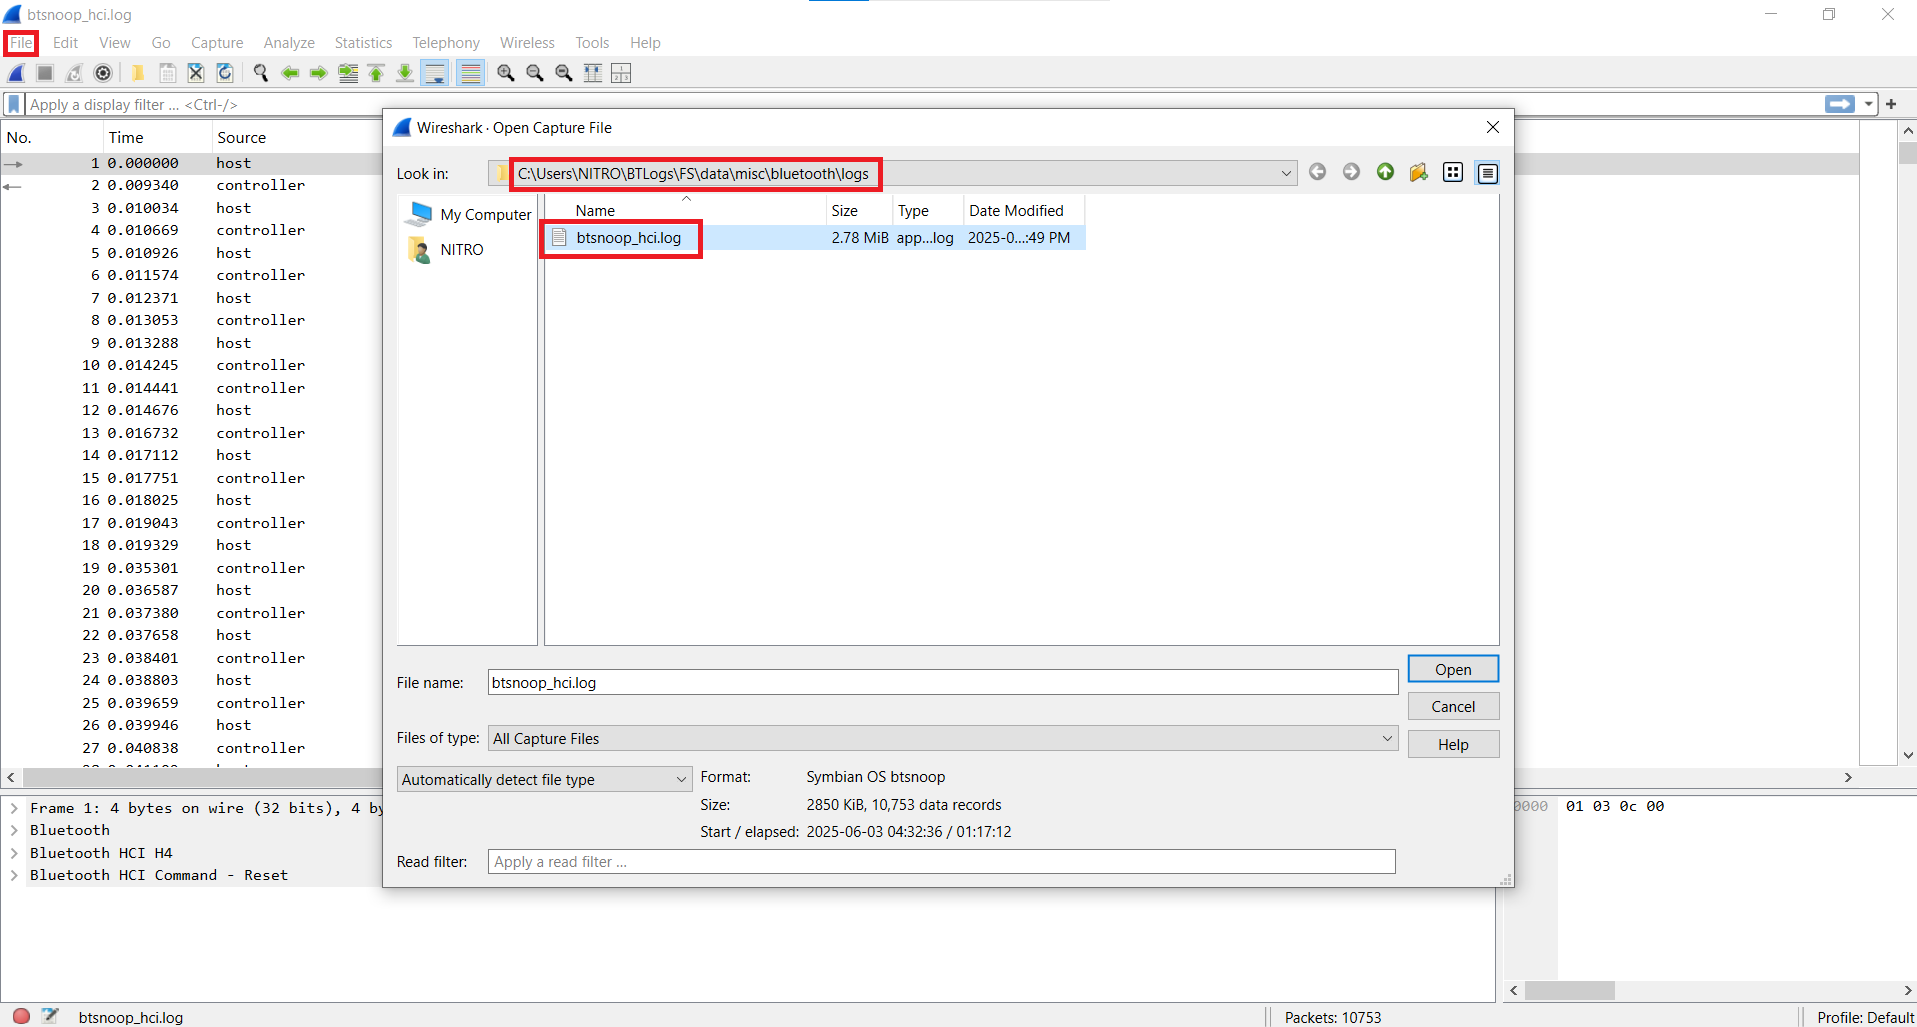 btsnoop_hci.log
File Edit View Go Capture Analyze Statistics Telephony Wireless Tools Help
Apply a display filter ... <Ctrl-/>
No. Time Source
1 0.000000 host
2 0.009340 controller
3 0.010034 host
4 0.010669 controller
5 0.010926 host
6 0.011574 controller
7 0.012371 host
8 0.013053 controller
9 0.013288 host
10 0.014245 controller
11 0.014441 controller
12 0.014676 host
13 0.016732 controller
14 0.017112 host
15 0.017751 controller
16 0.018025 host
17 0.019043 controller
18 0.019329 host
19 0.035301 controller
20 0.036587 host
21 0.037380 controller
22 0.037658 host
23 0.038401 controller
24 0.038803 host
25 0.039659 controller
26 0.039946 host
27 0.040838 controller
Wireshark · Open Capture File
Look in: C:\Users\NITRO\BTLogs\FS\data\misc\bluetooth\logs
My Computer
NITRO
Name Size Type Date Modified
btsnoop_hci.log 2.78 MiB app...log 2025-0...:49 PM
File name: btsnoop_hci.log
Open
Cancel
Files of type: All Capture Files
Help
Automatically detect file type
Format: Symbian OS btsnoop
Size: 2850 KiB, 10,753 data records
Start / elapsed: 2025-06-03 04:32:36 / 01:17:12
Read filter: Apply a read filter ...
Frame 1: 4 bytes on wire (32 bits), 4 by
Bluetooth
Bluetooth HCI H4
Bluetooth HCI Command - Reset
0000 01 03 0c 00
btsnoop_hci.log
Packets: 10753
Profile: Default